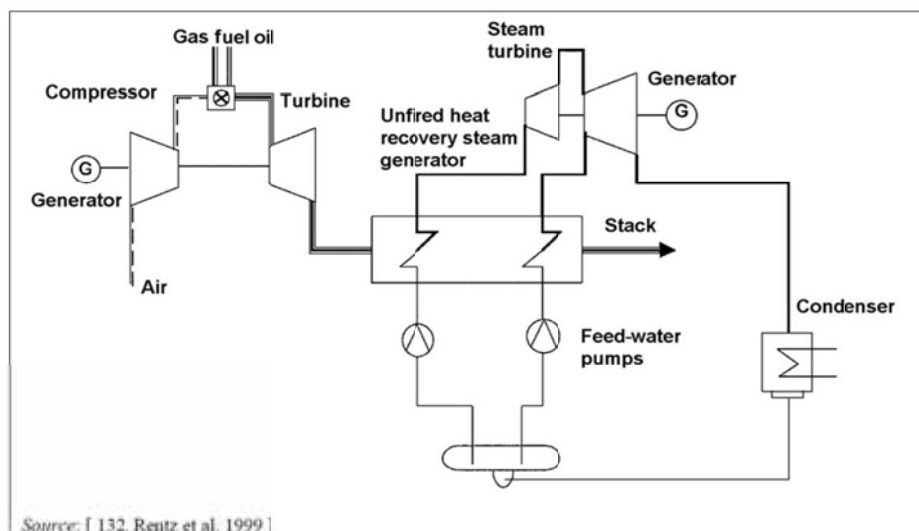 Gas fuel oil
Steam
turbine
Compressor
Generator
Turbine
Unfired heat
recovery steam
generator
G
G
Generator
Stack
Air
Condenser
Feed-water
pumps
Source: [ 132, Rentz et al. 1999 ]